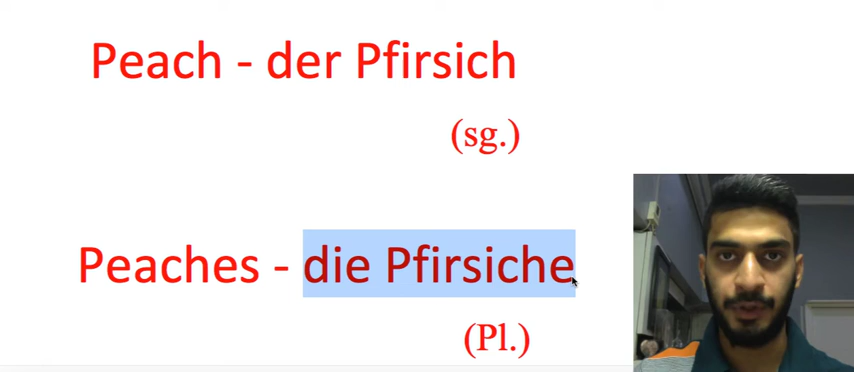 Peach - der Pfirsich
(sg.)
Peaches - die Pfirsiche
(Pl.)